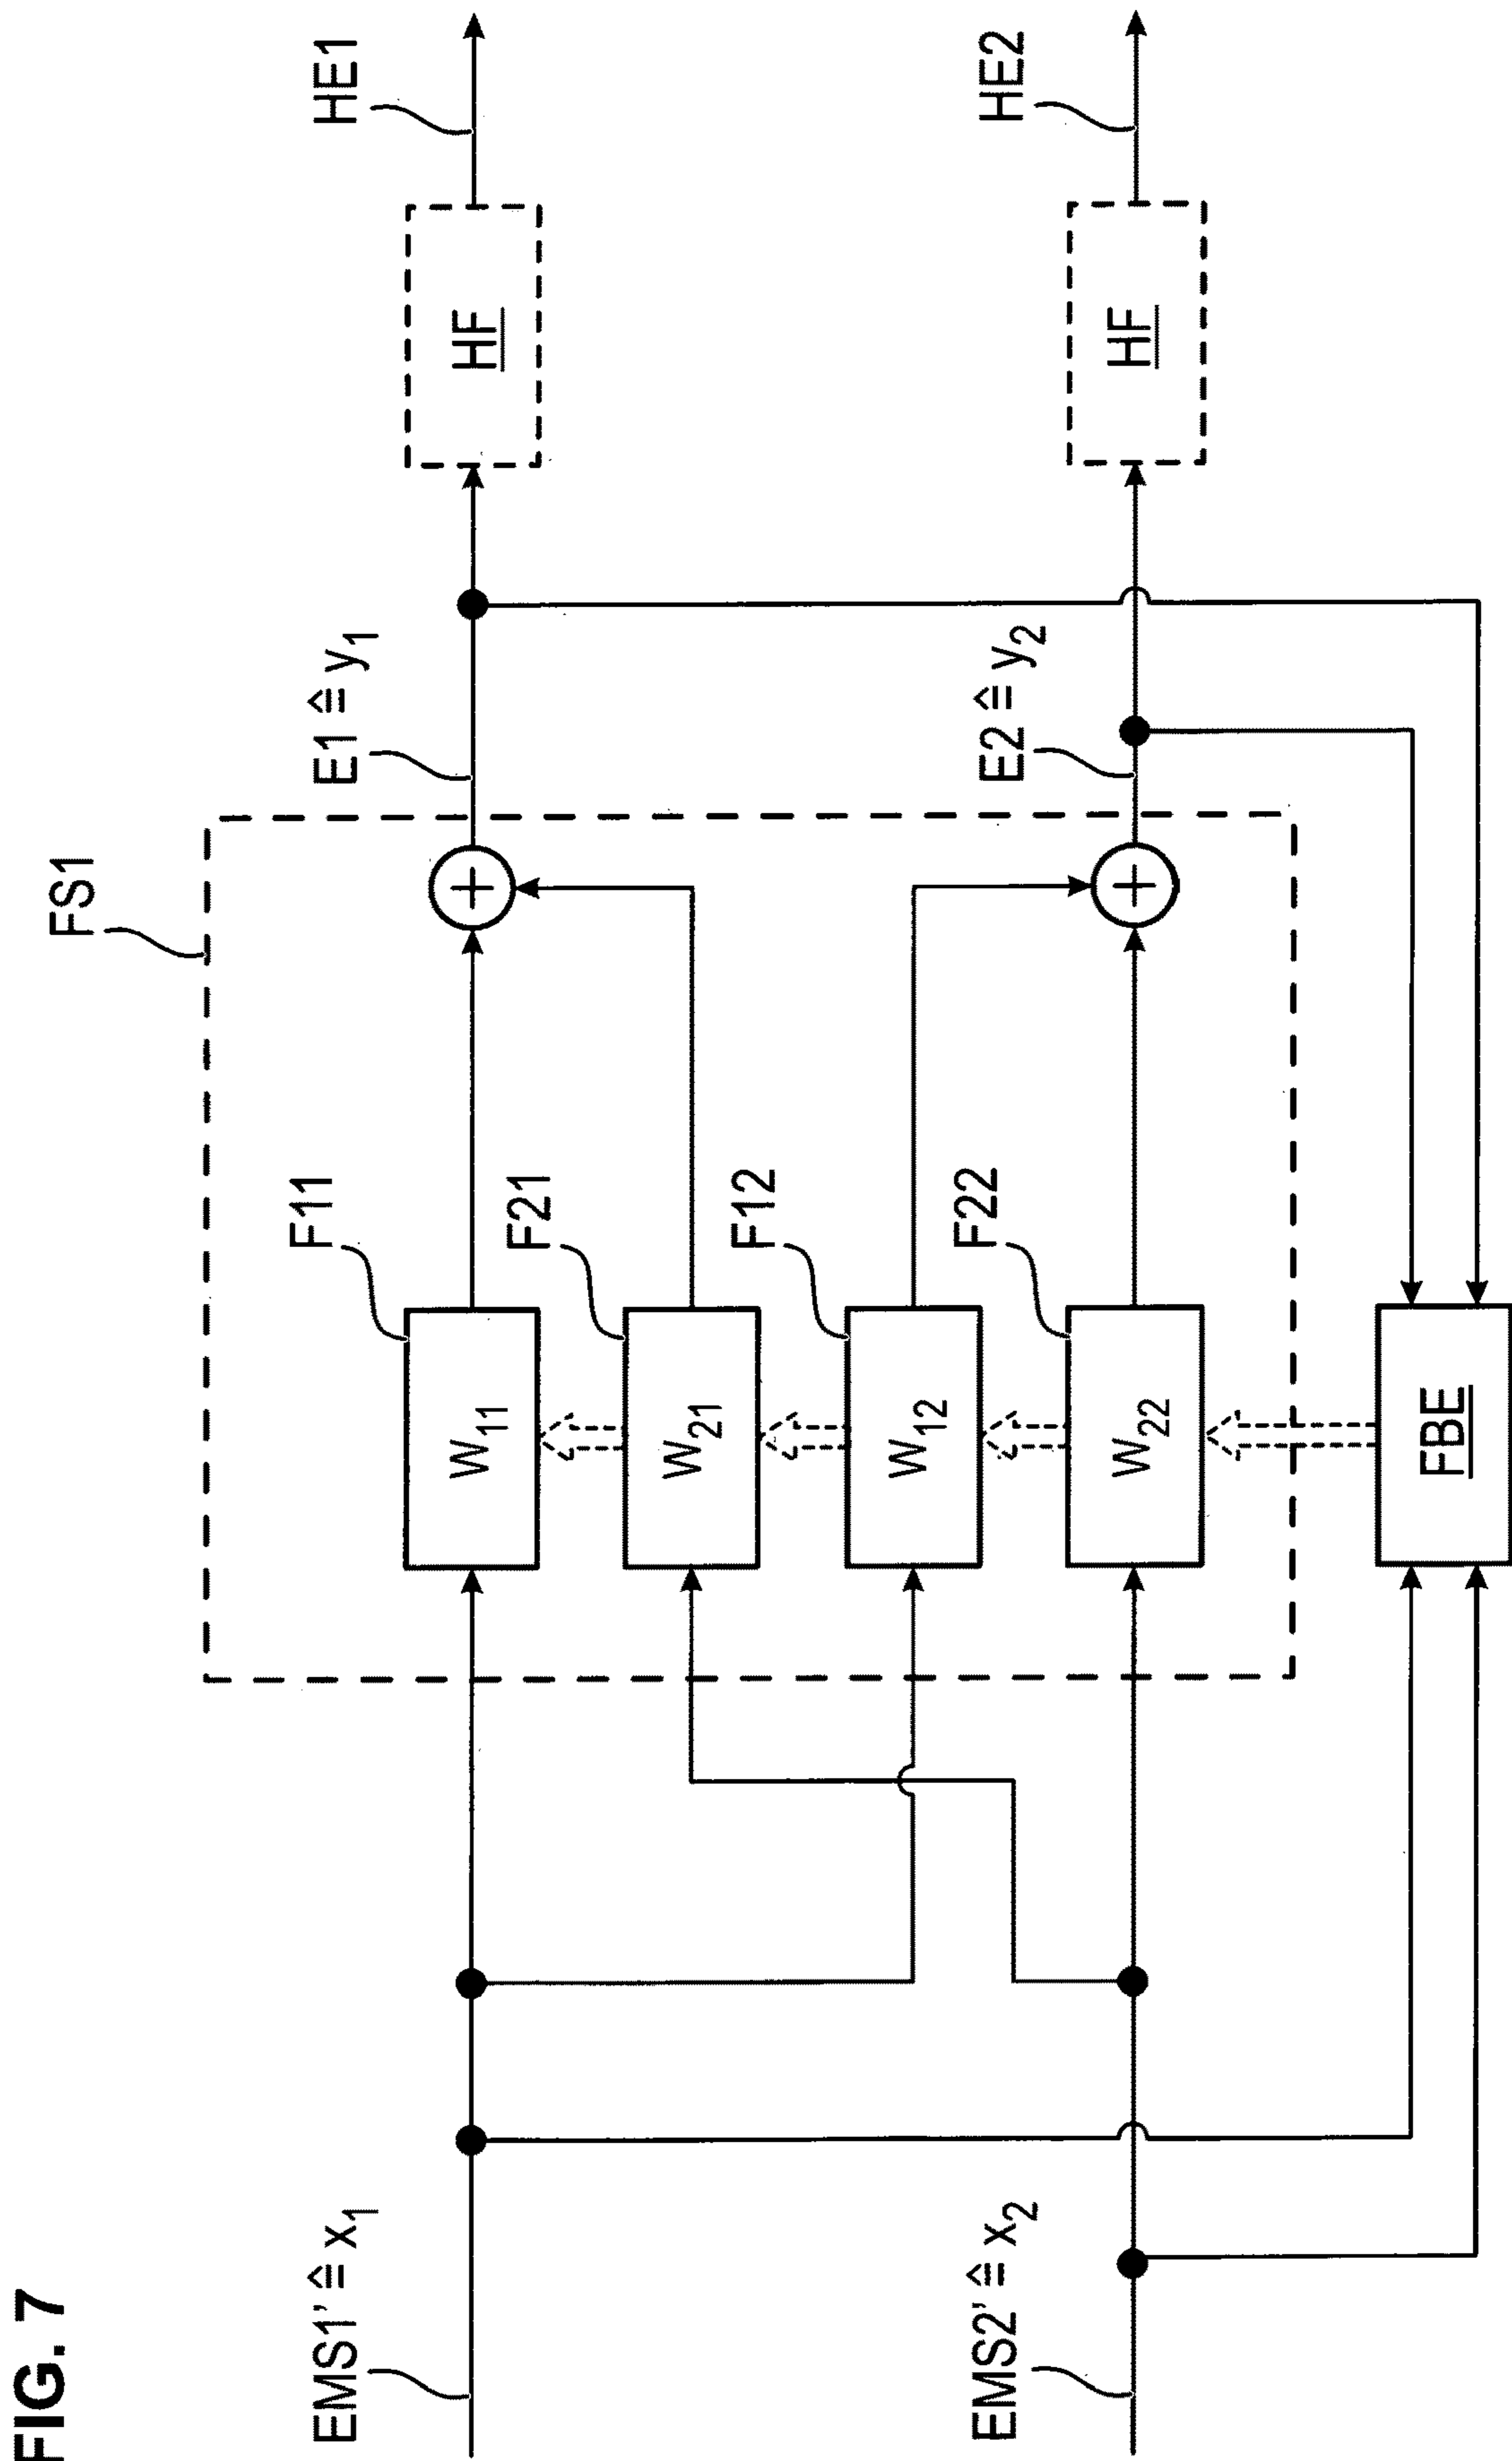 FIG. 7
FS1
EMS1' ≙ x₁
F11
W₁₁
E1 ≙ y₁
HF
HE1
F21
W₂₁
F12
W₁₂
EMS2' ≙ x₂
F22
W₂₂
E2 ≙ y₂
HF
HE2
FBE
+
+